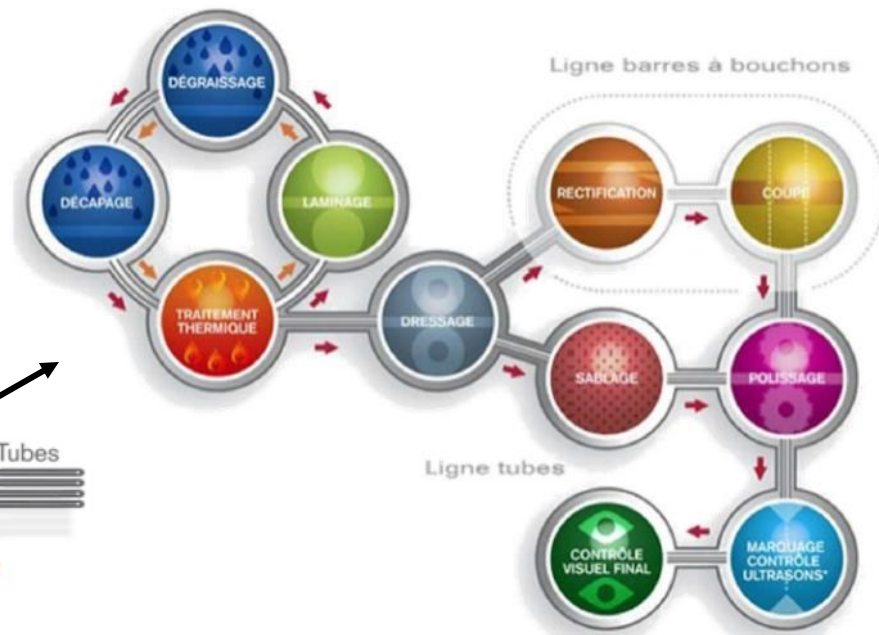 DÉGRAISSAGE
Ligne barres à bouchons
DÉCAPAGE
LAMINAGE
RECTIFICATION
COUPE
TRAITEMENT
THERMIQUE
DRESSAGE
SABLAGE
POLISSAGE
Tubes
Ligne tubes
CONTRÔLE
VISUEL FINAL
MARQUAGE
CONTRÔLE
ULTRASONS*